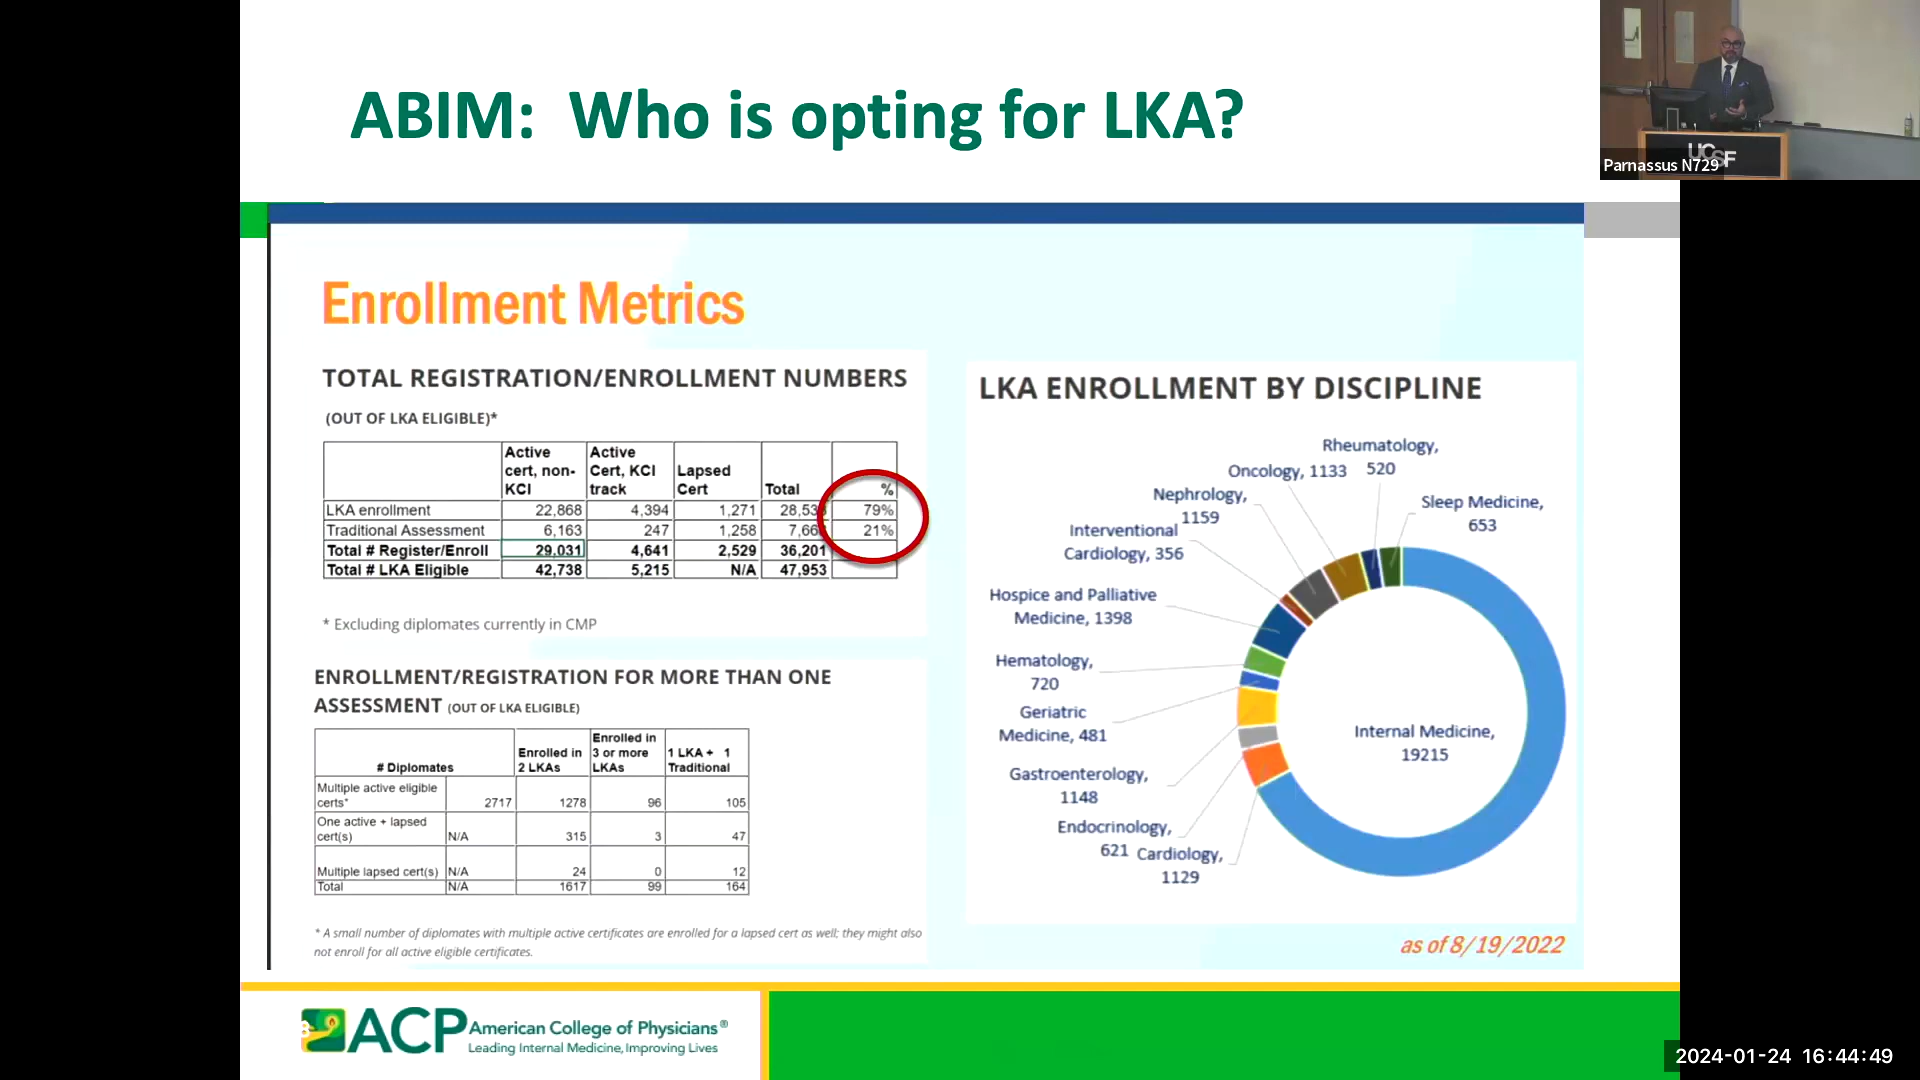 ABIM: Who is opting for LKA?
UCSF
Parnassus N729
Enrollment Metrics
TOTAL REGISTRATION/ENROLLMENT NUMBERS
(OUT OF LKA ELIGIBLE)*
Active cert, non-KCI Active Cert, KCI track Lapsed Cert Total %
LKA enrollment 22,868 4,394 1,271 79%
Traditional Assessment 6,163 247 1,258 21%
Total # Register/Enroll 29,031 4,641 2,529 36,201
Total # LKA Eligible 42,738 5,215 N/A 47,953
* Excluding diplomates currently in CMP
ENROLLMENT/REGISTRATION FOR MORE THAN ONE
ASSESSMENT (OUT OF LKA ELIGIBLE)
# Diplomates Enrolled in 2 LKAs Enrolled in 3 or more LKAs 1 LKA + 1 Traditional
Multiple active eligible certs* 2717 1278 96 105
One active + lapsed cert(s) N/A 315 3 47
Multiple lapsed cert(s) N/A 24 0 12
Total N/A 1617 99 164
* A small number of diplomates with multiple active certificates are enrolled for a lapsed cert as well; they might also
not enroll for all active eligible certificates.
LKA ENROLLMENT BY DISCIPLINE
Rheumatology,
520
Oncology, 1133
Nephrology,
1159
Sleep Medicine,
653
Interventional
Cardiology, 356
Hospice and Palliative
Medicine, 1398
Hematology,
720
Geriatric
Medicine, 481
Internal Medicine,
19215
Gastroenterology,
1148
Endocrinology,
621
Cardiology,
1129
as of 8/19/2022
ACP American College of Physicians®
Leading Internal Medicine, Improving Lives
2024-01-24 16:44:49